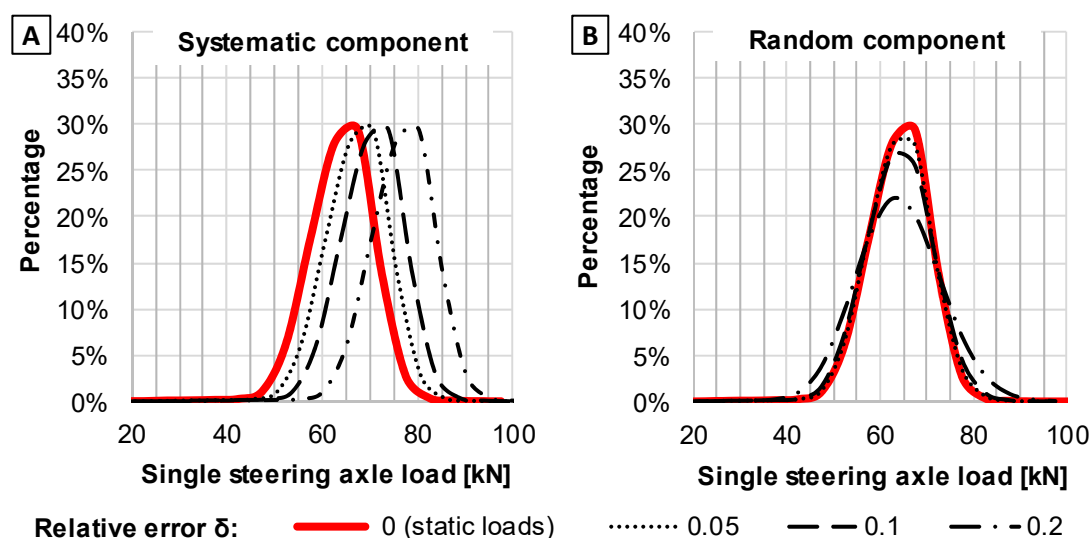 A
Systematic component
40%
35%
30%
25%
20%
15%
10%
5%
0%
Percentage
20 40 60 80 100
Single steering axle load [kN]
B
Random component
40%
35%
30%
25%
20%
15%
10%
5%
0%
Percentage
20 40 60 80 100
Single steering axle load [kN]
Relative error δ: 0 (static loads) 0.05 0.1 0.2